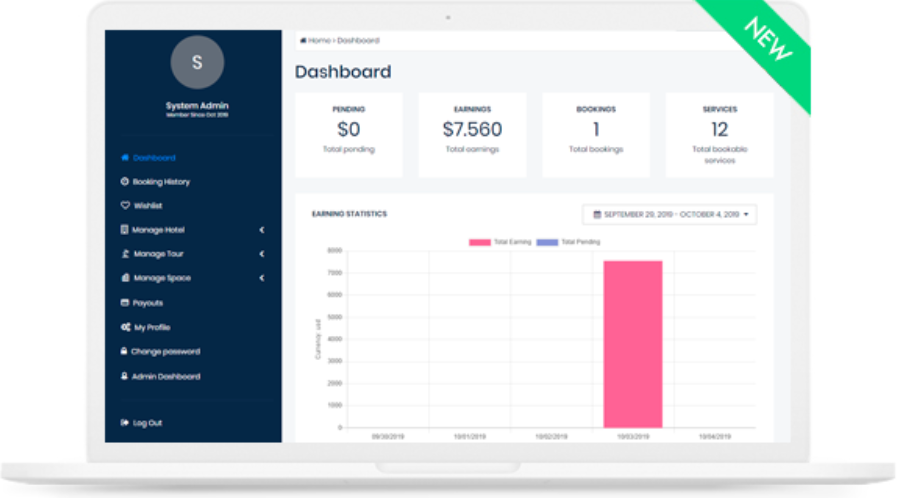 NEW
S
System Admin
Member Since Oct 2019
Dashboard
Booking History
Wishlist
Manage Hotel
Manage Tour
Manage Space
Payouts
My Profile
Change password
Admin Dashboard
Log Out
Home > Dashboard
Dashboard
PENDING
$0
Total pending
EARNINGS
$7.560
Total earnings
BOOKINGS
1
Total bookings
SERVICES
12
Total bookable
services
EARNING STATISTICS
SEPTEMBER 29, 2019 - OCTOBER 4, 2019
Total Earning Total Pending
Currency: usd
8000
7000
6000
5000
4000
3000
2000
1000
0
09/30/2019 10/01/2019 10/02/2019 10/03/2019 10/04/2019